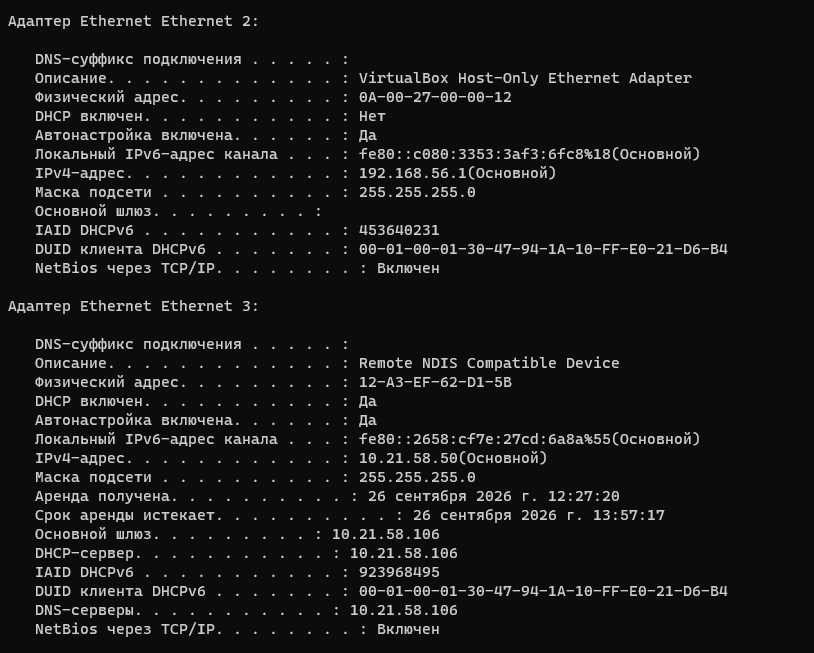 Адаптер Ethernet Ethernet 2:
DNS-суффикс подключения . . . . . :
Описание. . . . . . . . . . . . . : VirtualBox Host-Only Ethernet Adapter
Физический адрес. . . . . . . . . : 0A-00-27-00-00-12
DHCP включен. . . . . . . . . . . : Нет
Автонастройка включена. . . . . . : Да
Локальный IPv6-адрес канала . . . : fe80::c080:3353:3af3:6fc8%18(Основной)
IPv4-адрес. . . . . . . . . . . . : 192.168.56.1(Основной)
Маска подсети . . . . . . . . . . : 255.255.255.0
Основной шлюз. . . . . . . . . :
IAID DHCPv6 . . . . . . . . . . . : 453640231
DUID клиента DHCPv6 . . . . . . . : 00-01-00-01-30-47-94-1A-10-FF-E0-21-D6-B4
NetBios через TCP/IP. . . . . . . . : Включен
Адаптер Ethernet Ethernet 3:
DNS-суффикс подключения . . . . . :
Описание. . . . . . . . . . . . . : Remote NDIS Compatible Device
Физический адрес. . . . . . . . . : 12-A3-EF-62-D1-5B
DHCP включен. . . . . . . . . . . : Да
Автонастройка включена. . . . . . : Да
Локальный IPv6-адрес канала . . . : fe80::2658:cf7e:27cd:6a8a%55(Основной)
IPv4-адрес. . . . . . . . . . . . : 10.21.58.50(Основной)
Маска подсети . . . . . . . . . . : 255.255.255.0
Аренда получена. . . . . . . . . . : 26 сентября 2026 г. 12:27:20
Срок аренды истекает. . . . . . . . . . : 26 сентября 2026 г. 13:57:17
Основной шлюз. . . . . . . . . : 10.21.58.106
DHCP-сервер. . . . . . . . . . . : 10.21.58.106
IAID DHCPv6 . . . . . . . . . . . : 923968495
DUID клиента DHCPv6 . . . . . . . : 00-01-00-01-30-47-94-1A-10-FF-E0-21-D6-B4
DNS-серверы. . . . . . . . . . . : 10.21.58.106
NetBios через TCP/IP. . . . . . . . : Включен